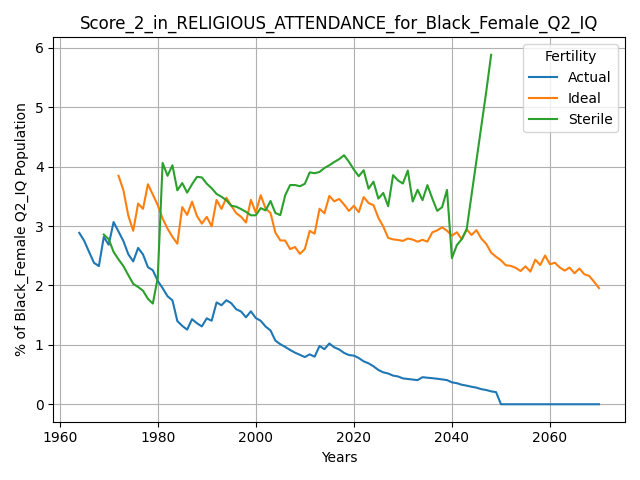 Score_2_in_RELIGIOUS_ATTENDANCE_for_Black_Female_Q2_IQ
% of Black_Female Q2_IQ Population
6
5
4
3
2
1
0
Fertility
Actual
Ideal
Sterile
1960 1980 2000 2020 2040 2060
Years